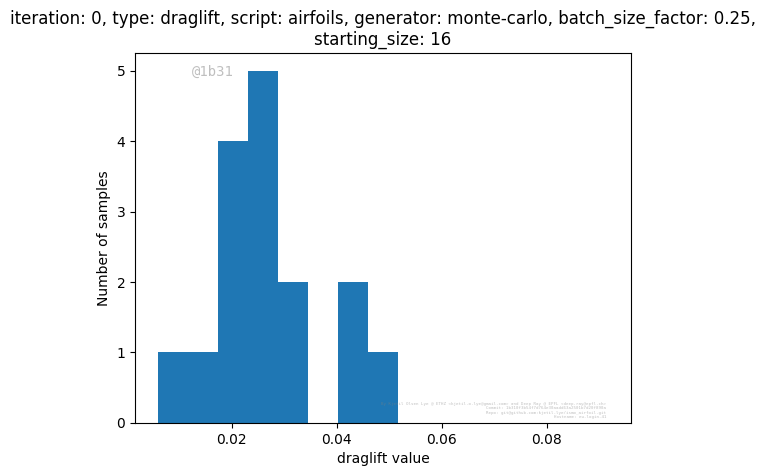 iteration: 0, type: draglift, script: airfoils, generator: monte-carlo, batch_size_factor: 0.25,
starting_size: 16
@1b31
5
4
3
2
1
0
Number of samples
0.02 0.04 0.06 0.08
draglift value